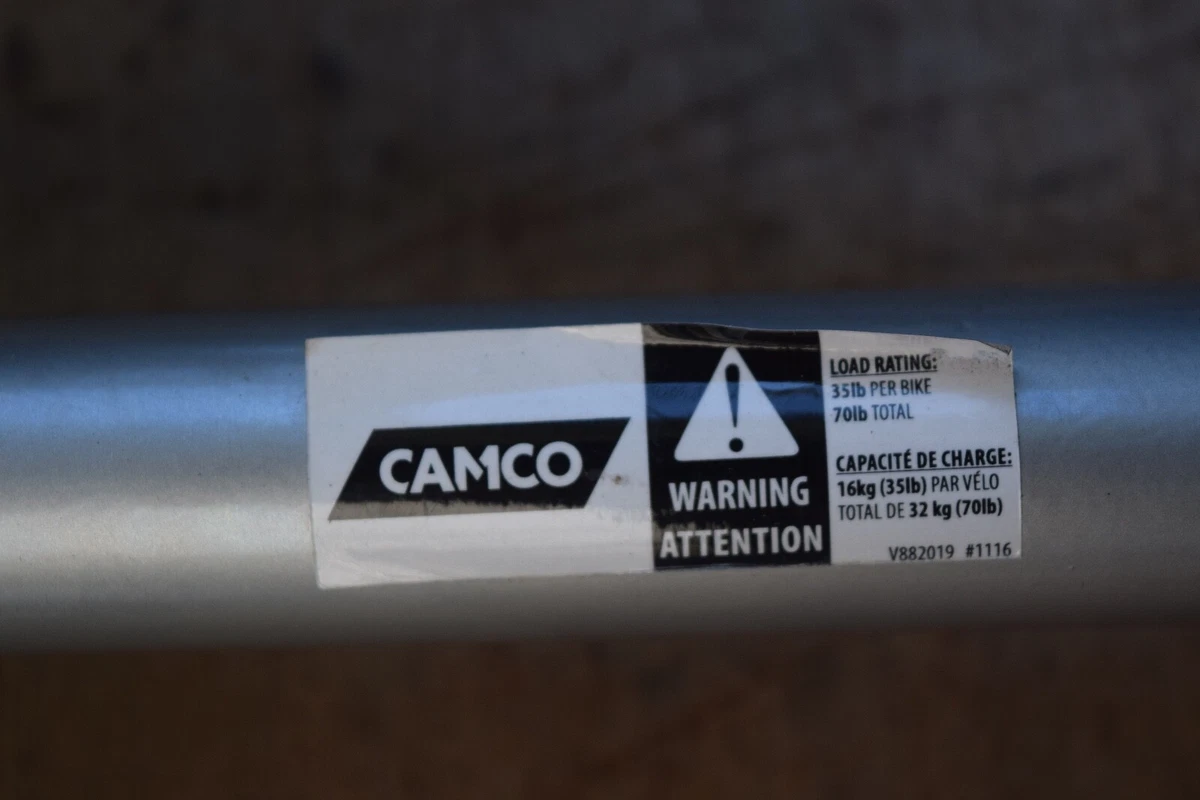 CAMCO
WARNING
ATTENTION
LOAD RATING:
35lb PER BIKE
70lb TOTAL
CAPACITÉ DE CHARGE:
16kg (35lb) PAR VÉLO
TOTAL DE 32 kg (70lb)
V882019 #1116